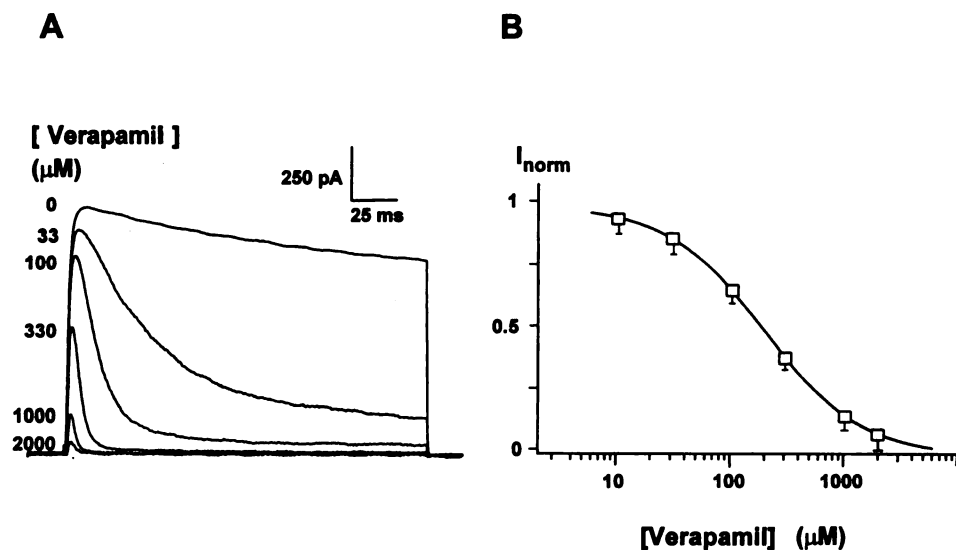 A
[ Verapamil ]
(μM)
0
33
100
330
1000
2000
250 pA
25 ms
B
Inorm
1
0.5
0
10
100
1000
[Verapamil] (μM)